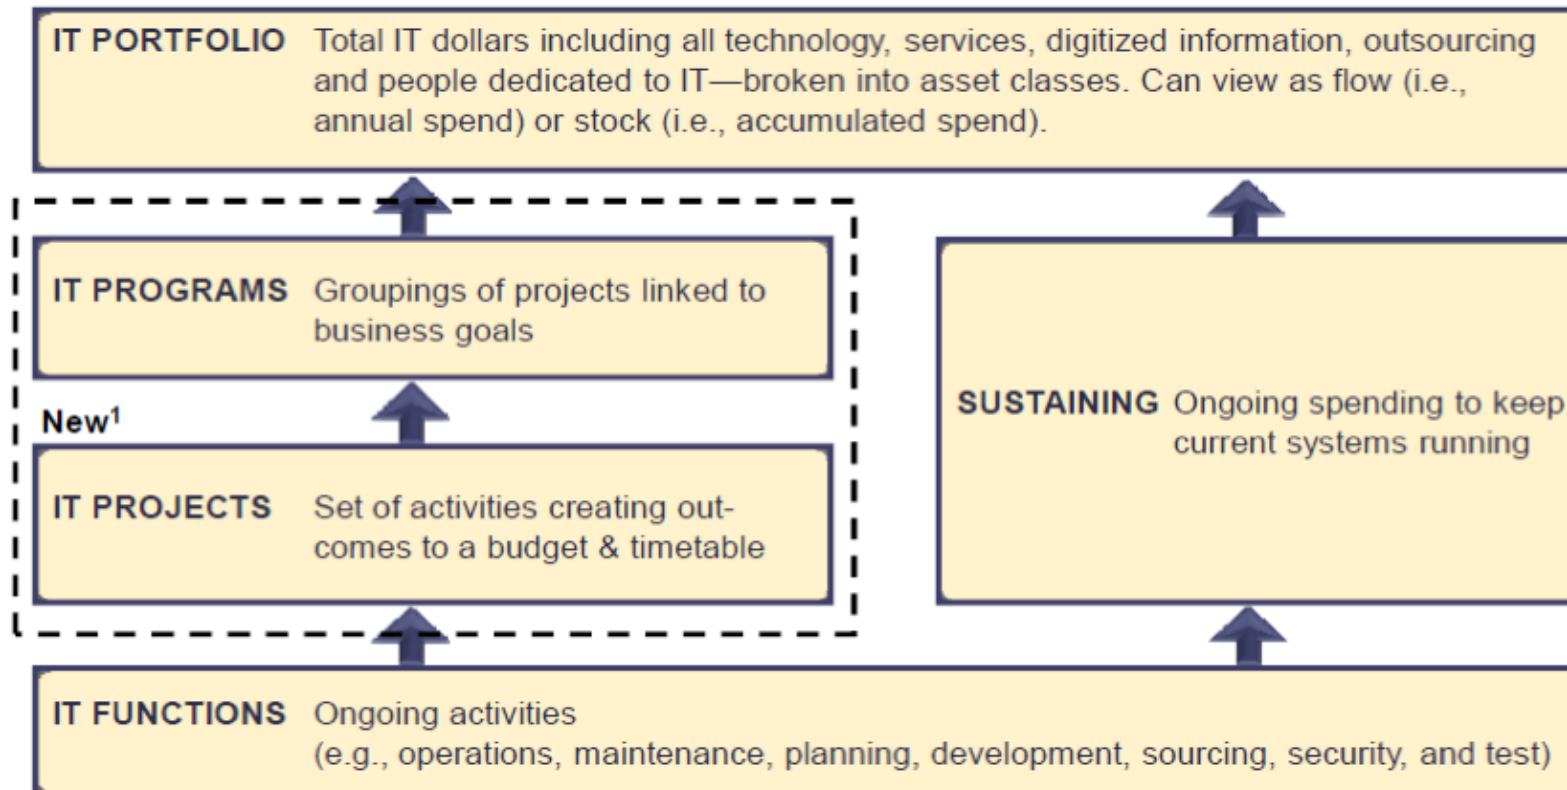 IT PORTFOLIO Total IT dollars including all technology, services, digitized information, outsourcing
and people dedicated to IT—broken into asset classes. Can view as flow (i.e.,
annual spend) or stock (i.e., accumulated spend).
IT PROGRAMS Groupings of projects linked to
business goals
New¹
IT PROJECTS Set of activities creating out-
comes to a budget & timetable
SUSTAINING Ongoing spending to keep
current systems running
IT FUNCTIONS Ongoing activities
(e.g., operations, maintenance, planning, development, sourcing, security, and test)